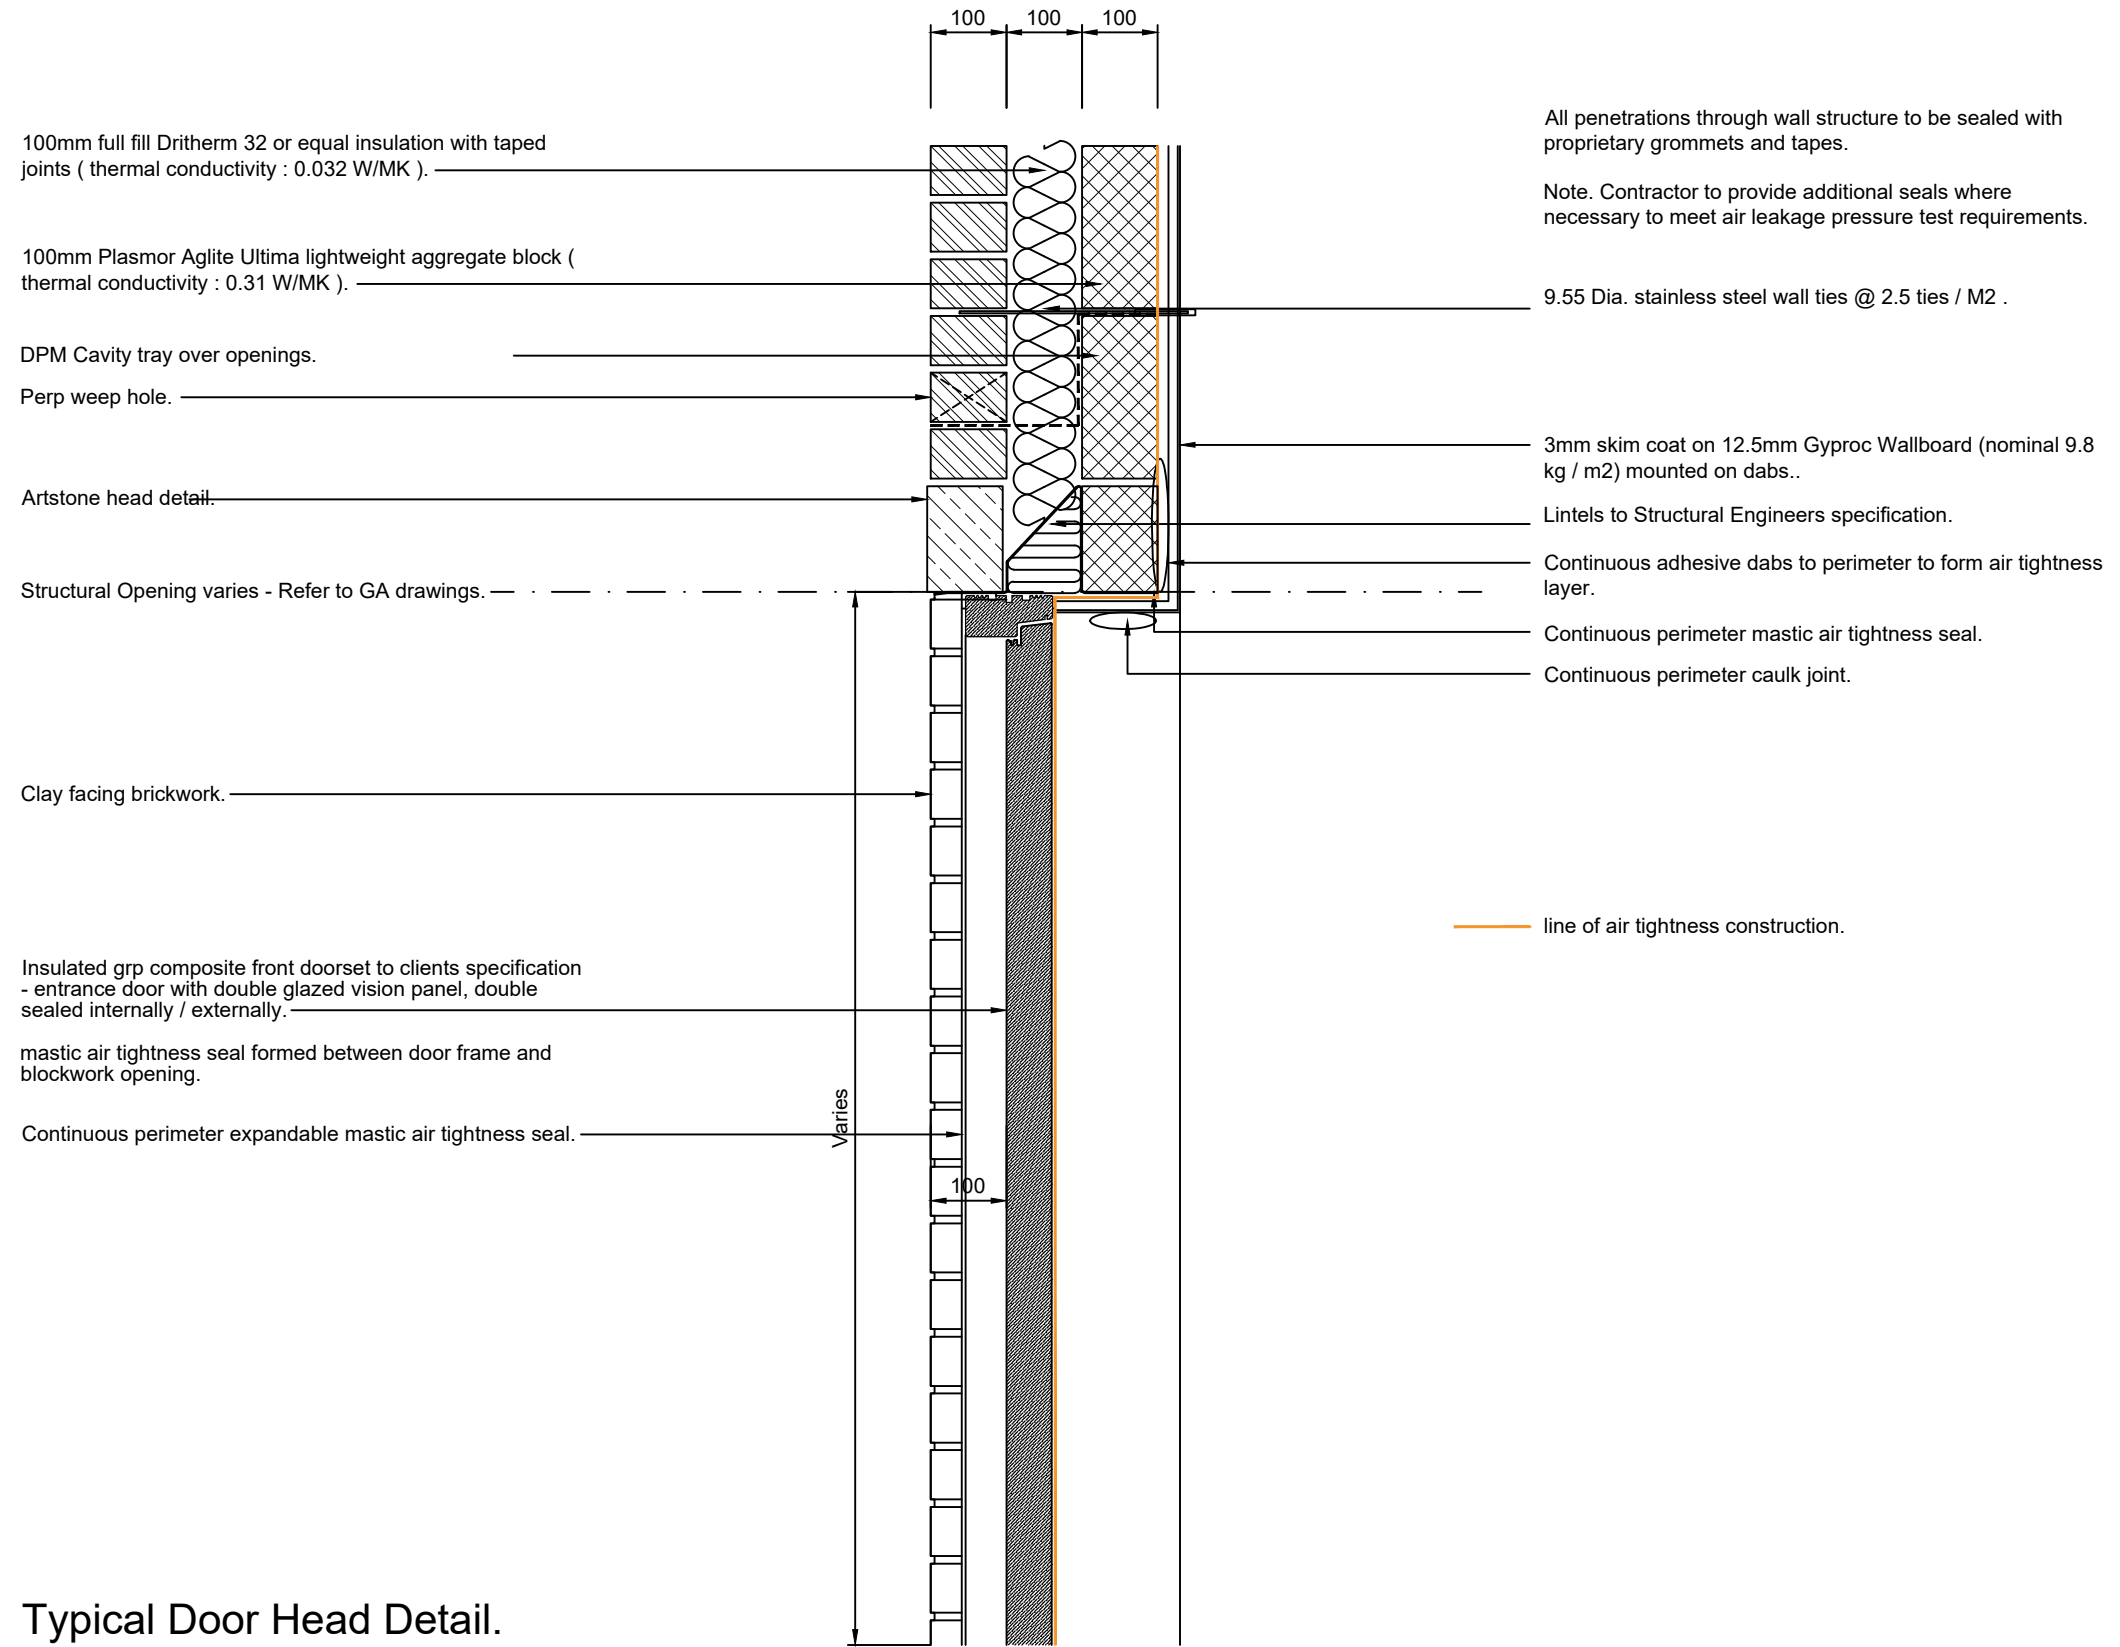 100
100
100
100mm full fill Dritherm 32 or equal insulation with taped
joints ( thermal conductivity : 0.032 W/MK ).
100mm Plasmor Aglite Ultima lightweight aggregate block (
thermal conductivity : 0.31 W/MK ).
DPM Cavity tray over openings.
Perp weep hole.
Artstone head detail.
Structural Opening varies - Refer to GA drawings.
Clay facing brickwork.
Insulated grp composite front doorset to clients specification
- entrance door with double glazed vision panel, double
sealed internally / externally.
mastic air tightness seal formed between door frame and
blockwork opening.
Continuous perimeter expandable mastic air tightness seal.
Varies
100
All penetrations through wall structure to be sealed with
proprietary grommets and tapes.
Note. Contractor to provide additional seals where
necessary to meet air leakage pressure test requirements.
9.55 Dia. stainless steel wall ties @ 2.5 ties / M2 .
3mm skim coat on 12.5mm Gyproc Wallboard (nominal 9.8
kg / m2) mounted on dabs..
Lintels to Structural Engineers specification.
Continuous adhesive dabs to perimeter to form air tightness
layer.
Continuous perimeter mastic air tightness seal.
Continuous perimeter caulk joint.
line of air tightness construction.
Typical Door Head Detail.